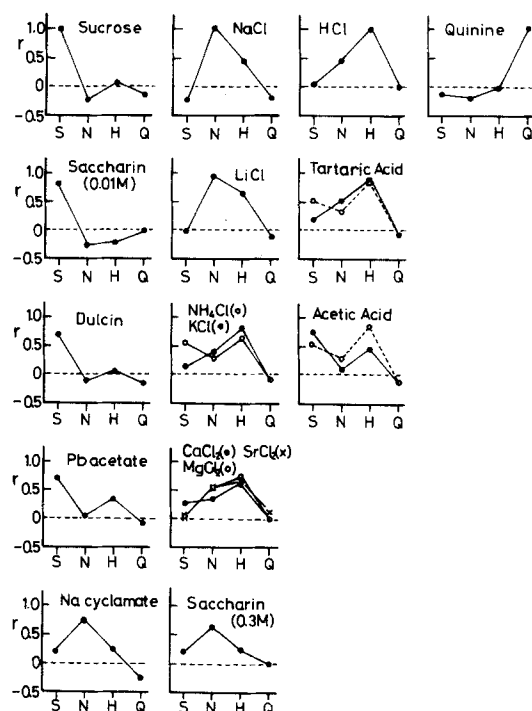 Sucrose NaCl HCl Quinine
1.0
r 0.5
0
-0.5
S N H Q S N H Q S N H Q S N H Q
Saccharin (0.01M) LiCl Tartaric Acid
1.0
r 0.5
0
-0.5
S N H Q S N H Q S N H Q
Dulcin NH₄Cl(o) KCl(•) Acetic Acid
1.0
r 0.5
0
-0.5
S N H Q S N H Q S N H Q
Pb acetate CaCl₂(•) SrCl₂(x) MgCl₂(o)
1.0
r 0.5
0
-0.5
S N H Q S N H Q
Na cyclamate Saccharin (0.3M)
1.0
r 0.5
0
-0.5
S N H Q S N H Q